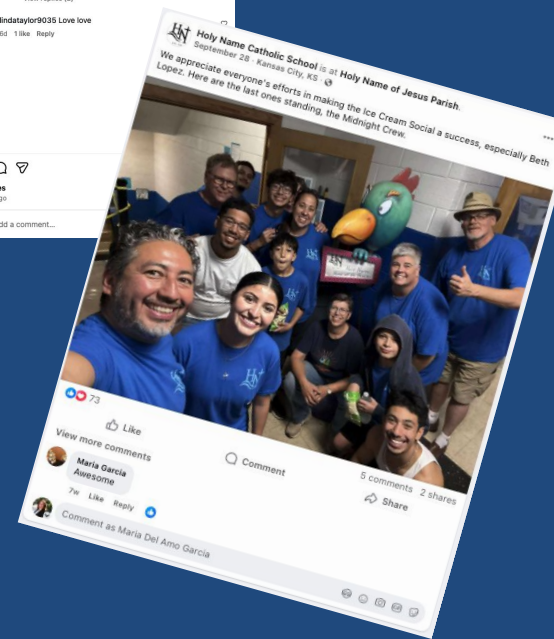 lindataylor9035 Love love
6d 1 like Reply
go
dd a comment...
Holy Name Catholic School is at Holy Name of Jesus Parish.
September 28 · Kansas City, KS ·
We appreciate everyone's efforts in making the Ice Cream Social a success, especially Beth
Lopez. Here are the last ones standing, the Midnight Crew.
73
5 comments 2 shares
Like
Comment
Share
View more comments
Maria Garcia
Awesome
7w Like Reply
Comment as Maria Del Amo Garcia